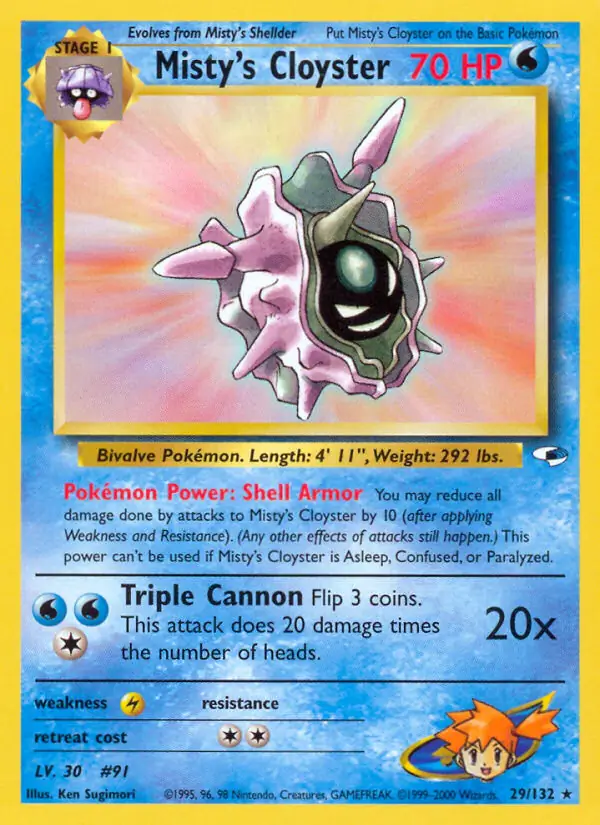 Evolves from Misty's Shellder Put Misty's Cloyster on the Basic Pokémon
STAGE 1
Misty's Cloyster 70 HP
Bivalve Pokémon. Length: 4' 11", Weight: 292 lbs.
Pokémon Power: Shell Armor You may reduce all
damage done by attacks to Misty's Cloyster by 10 (after applying
Weakness and Resistance). (Any other effects of attacks still happen.) This
power can't be used if Misty's Cloyster is Asleep, Confused, or Paralyzed.
Triple Cannon Flip 3 coins.
This attack does 20 damage times
the number of heads.
20x
weakness resistance
retreat cost
LV. 30 #91
Illus. Ken Sugimori ©1995, 96, 98 Nintendo, Creatures, GAMEFREAK. ©1999-2000 Wizards. 29/132 ★